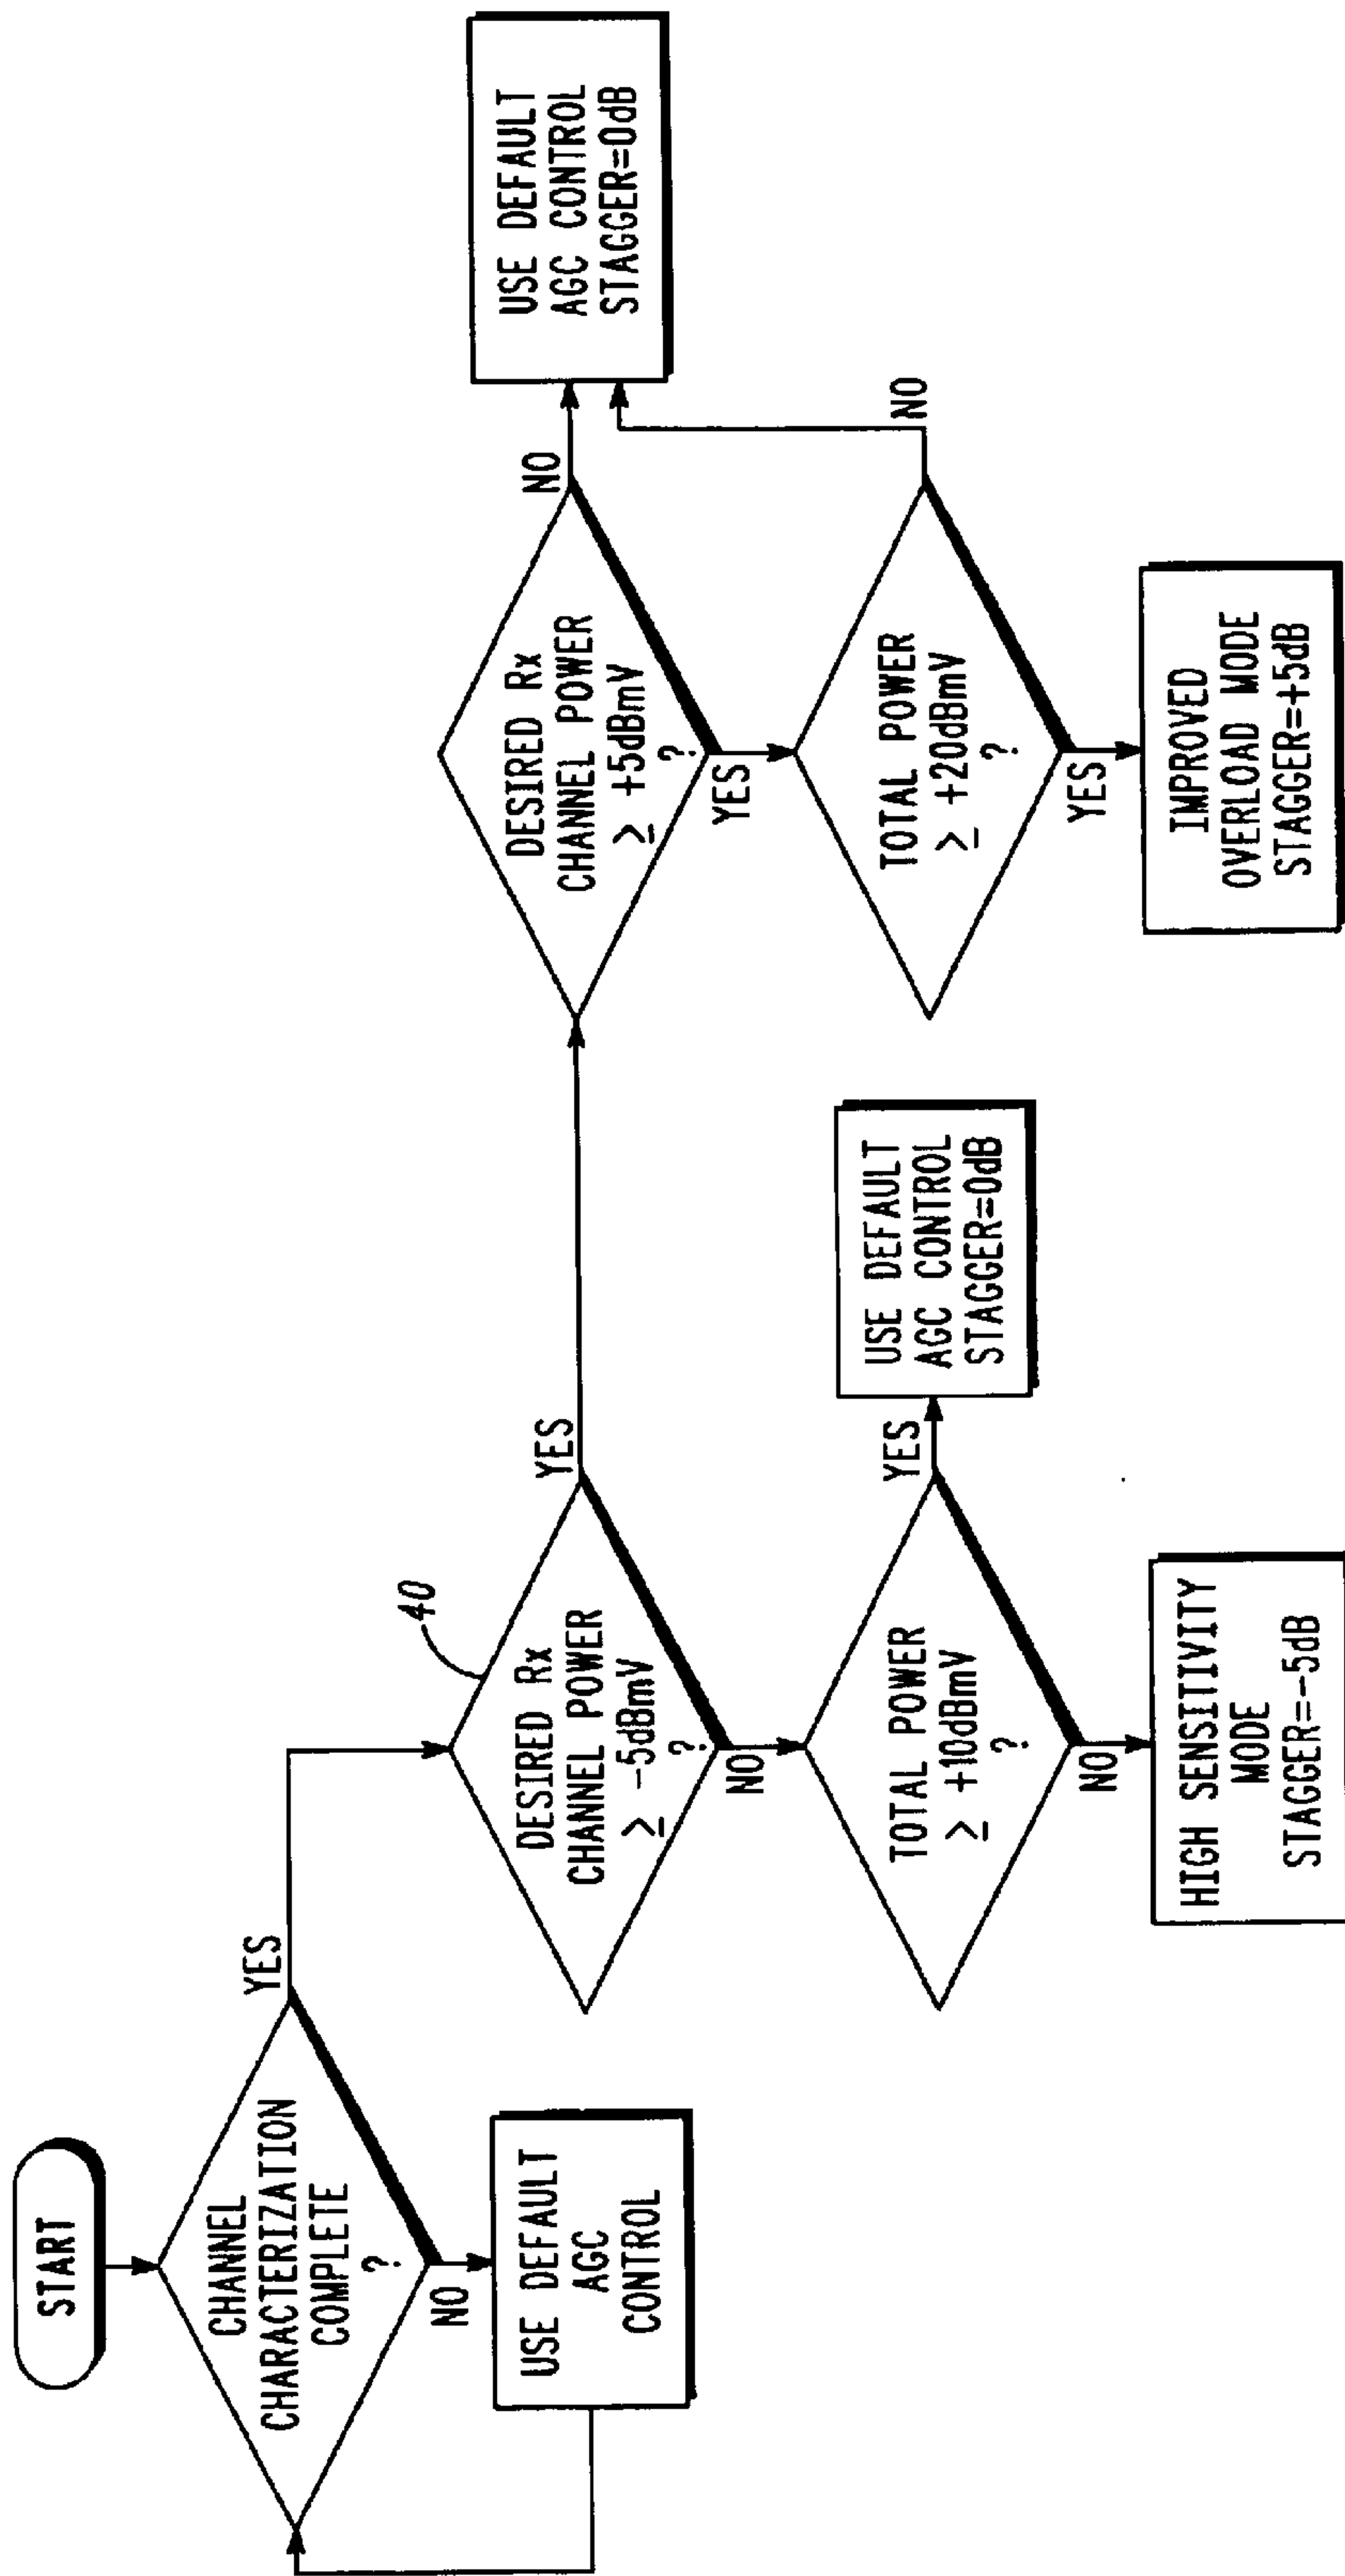 START
CHANNEL
CHARACTERIZATION
COMPLETE
?
YES
NO
USE DEFAULT
AGC
CONTROL
40
DESIRED Rx
CHANNEL POWER
≥ -5dBmV
?
YES
NO
TOTAL POWER
≥ +10dBmV
?
YES
NO
USE DEFAULT
AGC CONTROL
STAGGER=0dB
HIGH SENSITIVITY
MODE
STAGGER=-5dB
DESIRED Rx
CHANNEL POWER
≥ +5dBmV
?
NO
YES
USE DEFAULT
AGC CONTROL
STAGGER=0dB
TOTAL POWER
≥ +20dBmV
?
NO
YES
IMPROVED
OVERLOAD MODE
STAGGER=+5dB